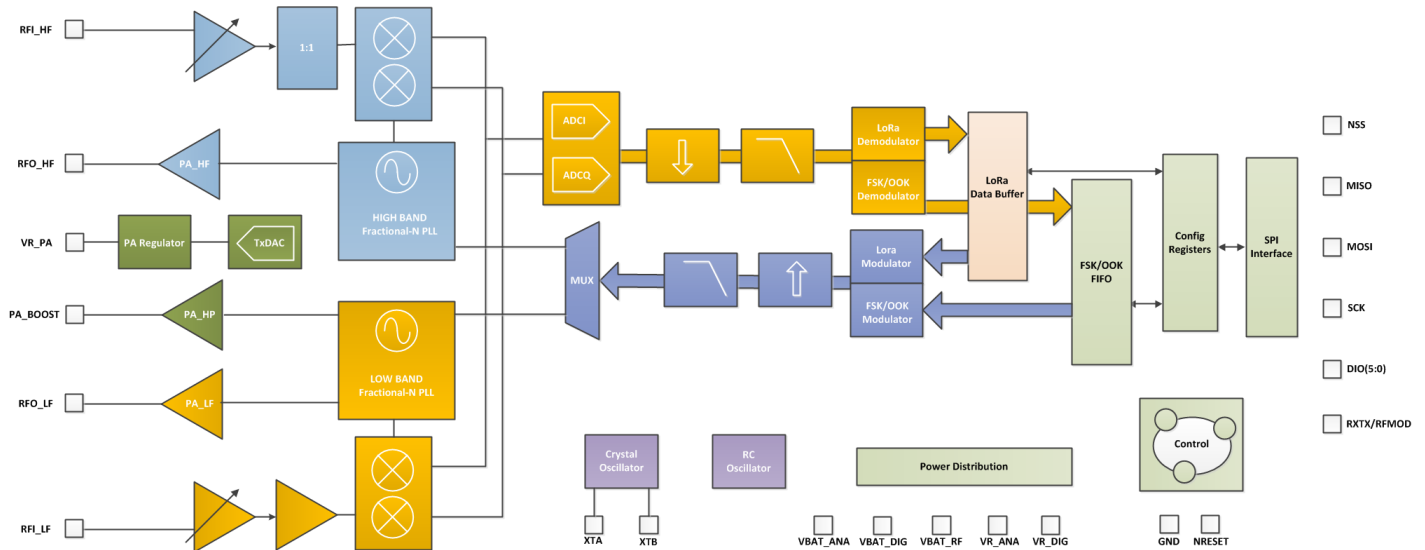 RFI_HF
1:1
RFO_HF
PA_HF
HIGH BAND
Fractional-N PLL
VR_PA
PA Regulator
TxDAC
PA_BOOST
PA_HP
LOW BAND
Fractional-N PLL
RFO_LF
PA_LF
RFI_LF
ADCI
ADCQ
MUX
LoRa
Demodulator
FSK/OOK
Demodulator
Lora
Modulator
FSK/OOK
Modulator
LoRa
Data Buffer
FSK/OOK
FIFO
Config
Registers
SPI
Interface
NSS
MISO
MOSI
SCK
DIO(5:0)
RXTX/RFMOD
Crystal
Oscillator
RC
Oscillator
Power Distribution
Control
XTA
XTB
VBAT_ANA
VBAT_DIG
VBAT_RF
VR_ANA
VR_DIG
GND
NRESET